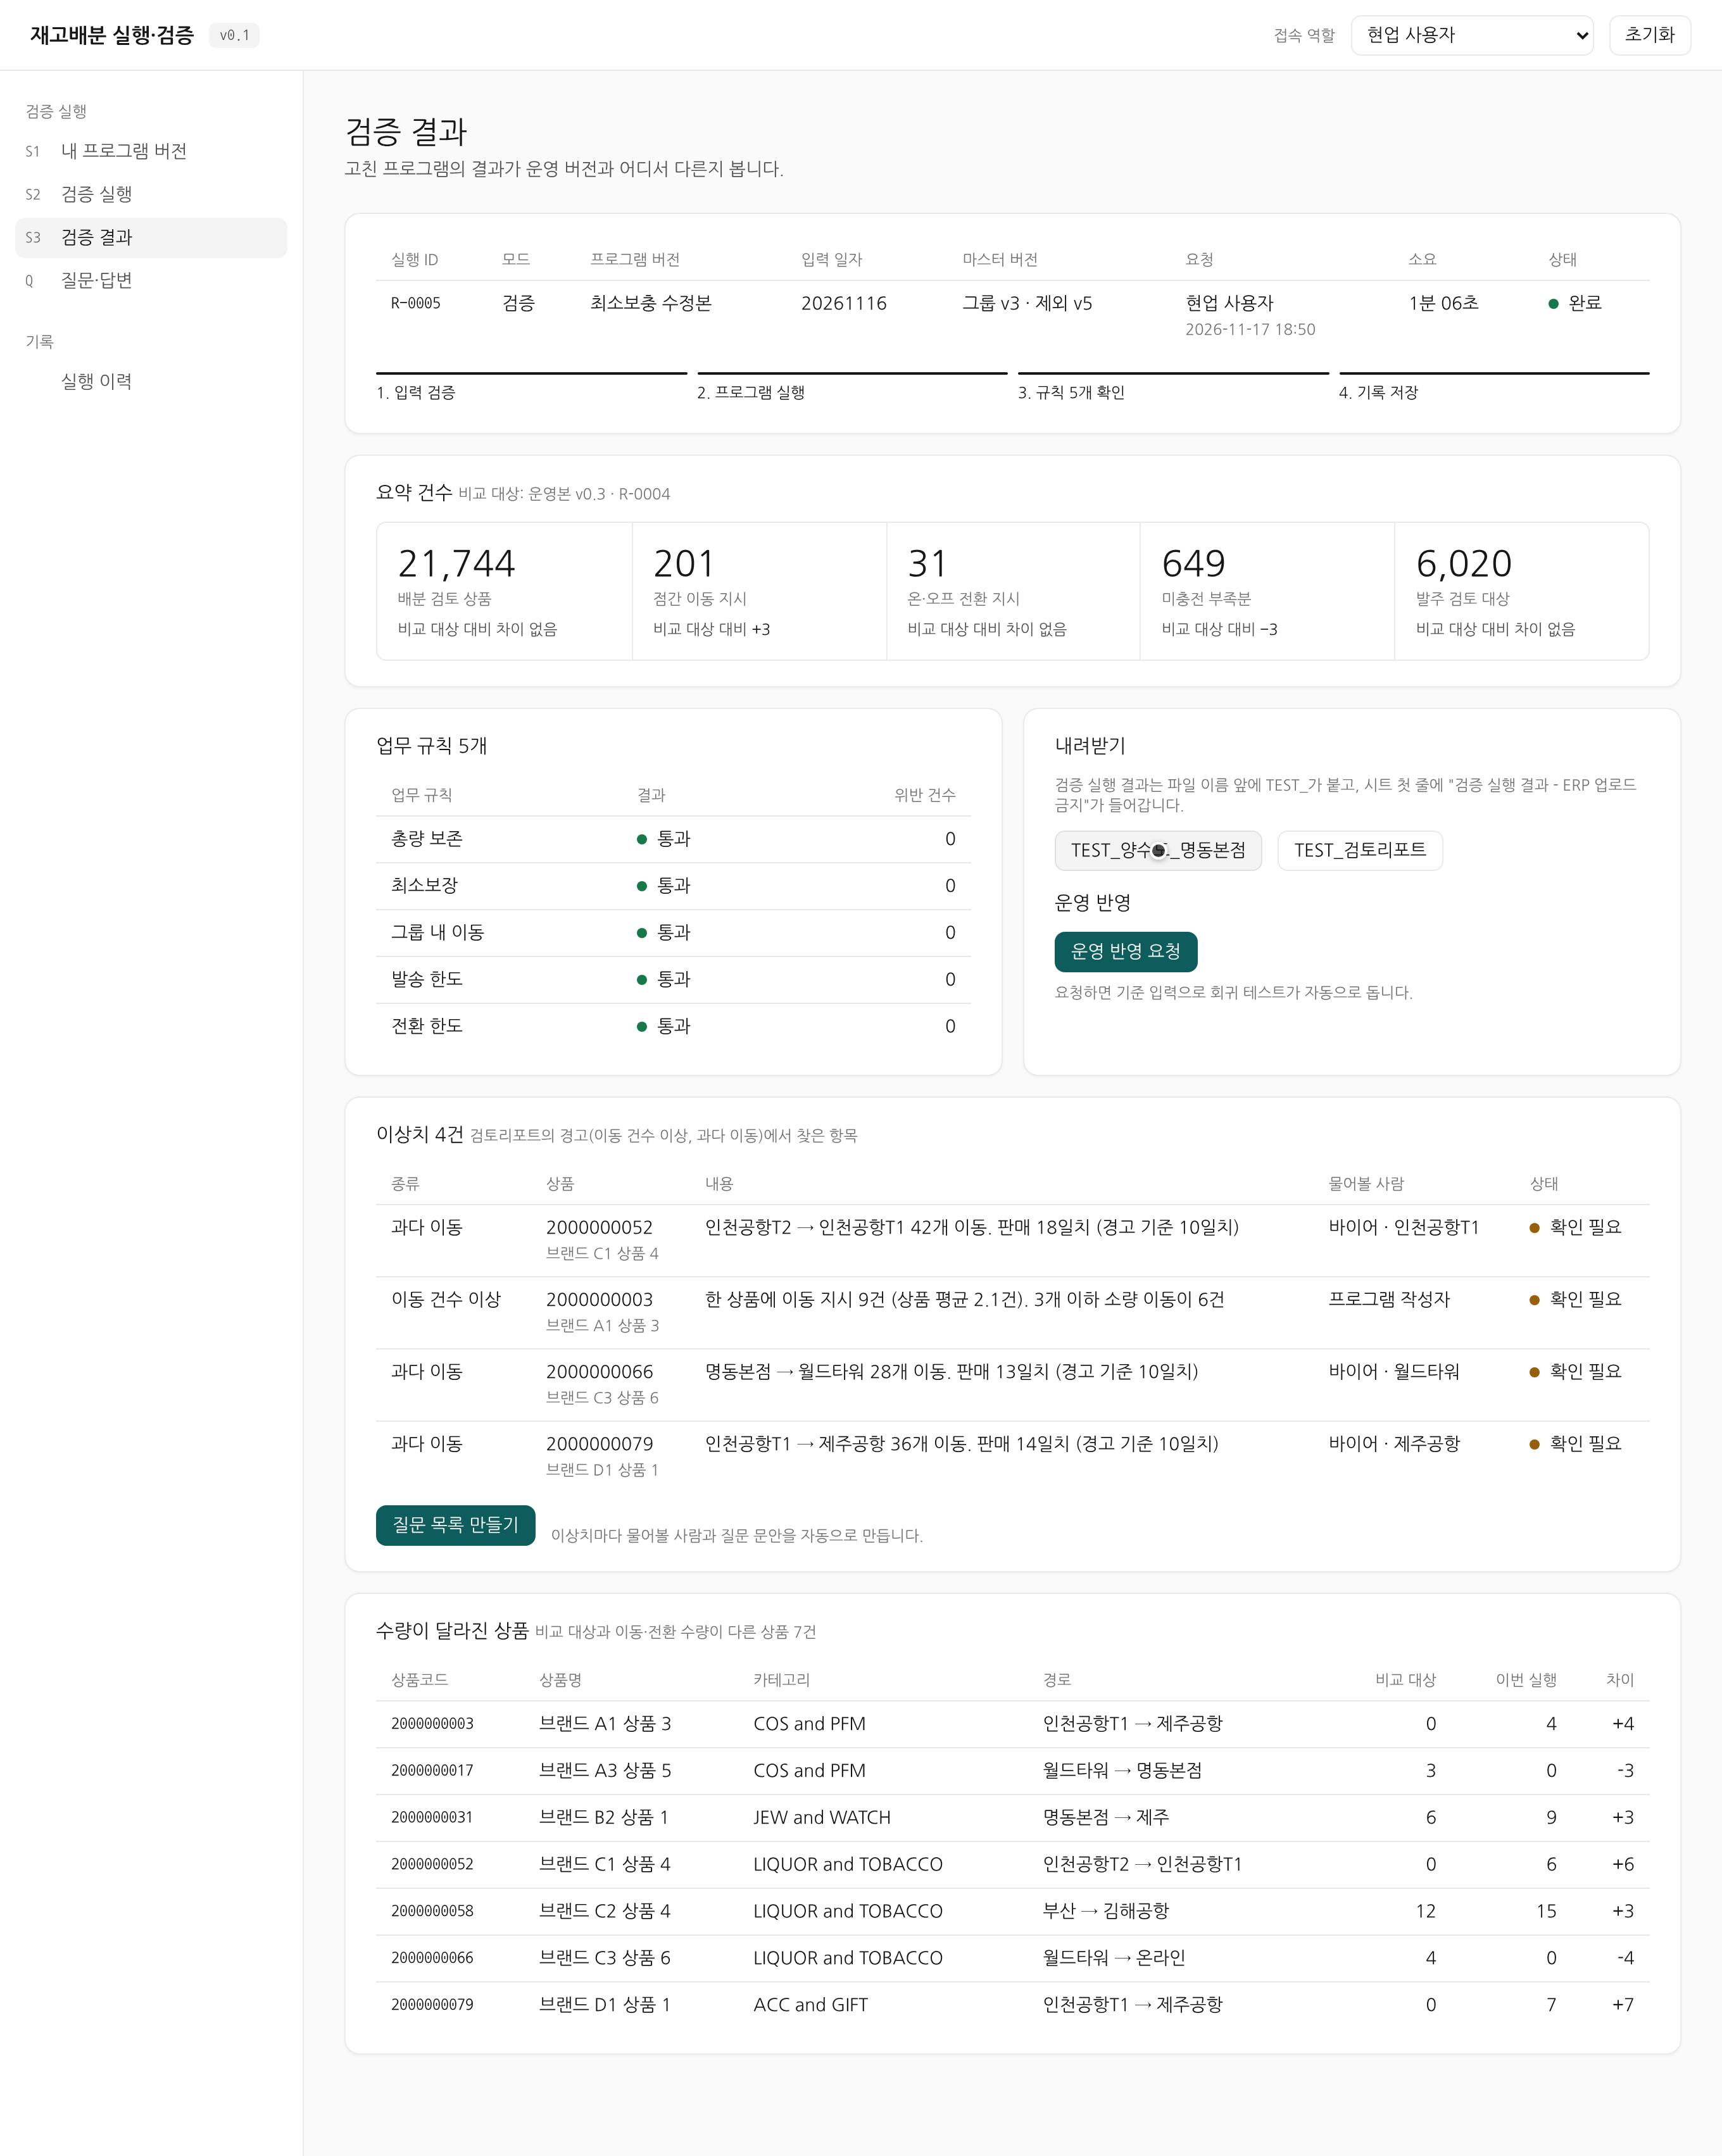 재고배분 실행·검증 v0.1
접속 역할 현업 사용자 초기화
검증 실행
S1 내 프로그램 버전
S2 검증 실행
S3 검증 결과
Q 질문·답변
기록
실행 이력
검증 결과
고친 프로그램의 결과가 운영 버전과 어디서 다른지 봅니다.
실행 ID 모드 프로그램 버전 입력 일자 마스터 버전 요청 소요 상태
R-0005 검증 최소보충 수정본 20261116 그룹 v3 · 제외 v5 현업 사용자 1분 06초 완료
2026-11-17 18:50
1. 입력 검증 2. 프로그램 실행 3. 규칙 5개 확인 4. 기록 저장
요약 건수 비교 대상: 운영본 v0.3 · R-0004
21,744 201 31 649 6,020
배분 검토 상품 점간 이동 지시 온·오프 전환 지시 미충전 부족분 발주 검토 대상
비교 대상 대비 차이 없음 비교 대상 대비 +3 비교 대상 대비 차이 없음 비교 대상 대비 −3 비교 대상 대비 차이 없음
업무 규칙 5개
업무 규칙 결과 위반 건수
총량 보존 통과 0
최소보장 통과 0
그룹 내 이동 통과 0
발송 한도 통과 0
전환 한도 통과 0
내려받기
검증 실행 결과는 파일 이름 앞에 TEST_가 붙고, 시트 첫 줄에 "검증 실행 결과 - ERP 업로드
금지"가 들어갑니다.
TEST_양수 _명동본점 TEST_검토리포트
운영 반영
운영 반영 요청
요청하면 기준 입력으로 회귀 테스트가 자동으로 돕니다.
이상치 4건 검토리포트의 경고(이동 건수 이상, 과다 이동)에서 찾은 항목
종류 상품 내용 물어볼 사람 상태
과다 이동 2000000052 인천공항T2 → 인천공항T1 42개 이동. 판매 18일치 (경고 기준 10일치) 바이어 · 인천공항T1 확인 필요
브랜드 C1 상품 4
이동 건수 이상 2000000003 한 상품에 이동 지시 9건 (상품 평균 2.1건). 3개 이하 소량 이동이 6건 프로그램 작성자 확인 필요
브랜드 A1 상품 3
과다 이동 2000000066 명동본점 → 월드타워 28개 이동. 판매 13일치 (경고 기준 10일치) 바이어 · 월드타워 확인 필요
브랜드 C3 상품 6
과다 이동 2000000079 인천공항T1 → 제주공항 36개 이동. 판매 14일치 (경고 기준 10일치) 바이어 · 제주공항 확인 필요
브랜드 D1 상품 1
질문 목록 만들기 이상치마다 물어볼 사람과 질문 문안을 자동으로 만듭니다.
수량이 달라진 상품 비교 대상과 이동·전환 수량이 다른 상품 7건
상품코드 상품명 카테고리 경로 비교 대상 이번 실행 차이
2000000003 브랜드 A1 상품 3 COS and PFM 인천공항T1 → 제주공항 0 4 +4
2000000017 브랜드 A3 상품 5 COS and PFM 월드타워 → 명동본점 3 0 -3
2000000031 브랜드 B2 상품 1 JEW and WATCH 명동본점 → 제주 6 9 +3
2000000052 브랜드 C1 상품 4 LIQUOR and TOBACCO 인천공항T2 → 인천공항T1 0 6 +6
2000000058 브랜드 C2 상품 4 LIQUOR and TOBACCO 부산 → 김해공항 12 15 +3
2000000066 브랜드 C3 상품 6 LIQUOR and TOBACCO 월드타워 → 온라인 4 0 -4
2000000079 브랜드 D1 상품 1 ACC and GIFT 인천공항T1 → 제주공항 0 7 +7